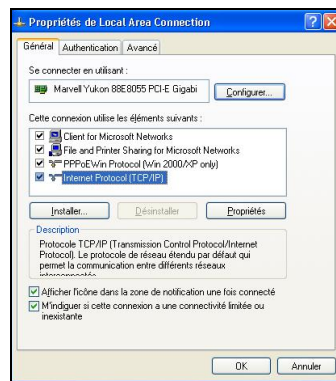 Propriétés de Local Area Connection
Général Authentication Avancé
Se connecter en utilisant :
Marvell Yukon 88E8055 PCI-E Gigabi
Configurer...
Cette connexion utilise les éléments suivants :
Client for Microsoft Networks
File and Printer Sharing for Microsoft Networks
PPPoEWin Protocol (Win 2000/XP only)
Internet Protocol (TCP/IP)
Installer... Désinstaller Propriétés
Description
Protocole TCP/IP (Transmission Control Protocol/Internet
Protocol). Le protocole de réseau étendu par défaut qui
permet la communication entre différents réseaux
interconnectés
Afficher l'icône dans la zone de notification une fois connecté
M'indiquer si cette connexion a une connectivité limitée ou
inexistante
OK Annuler